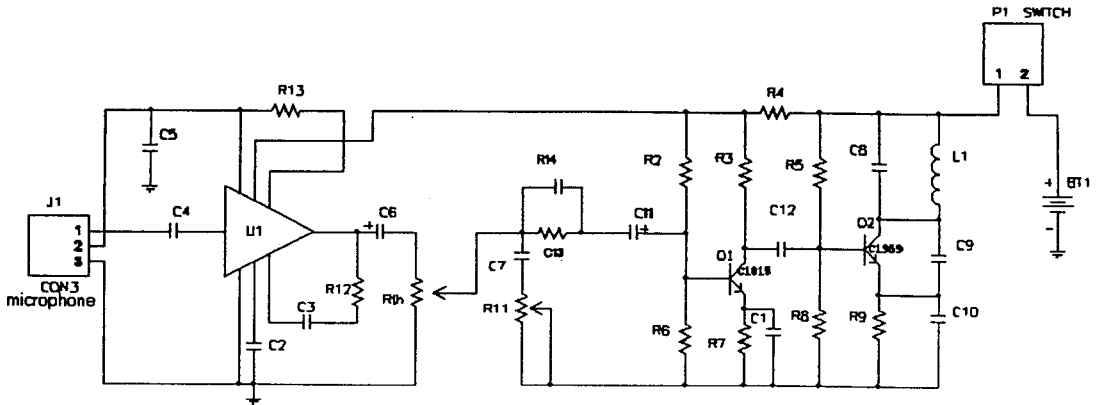 P1 SWITCH
1 2
R13
R4
C5
R2
R3
R5
C8
L1
R14
BT1
+
-
J1
1
2
3
CON3
microphone
C4
U1
+
C6
C11
+
C13
C12
Q2
C1969
C9
C7
Q1
C1815
R12
R11
C3
R6
R7
C1
R8
R9
C10
C2